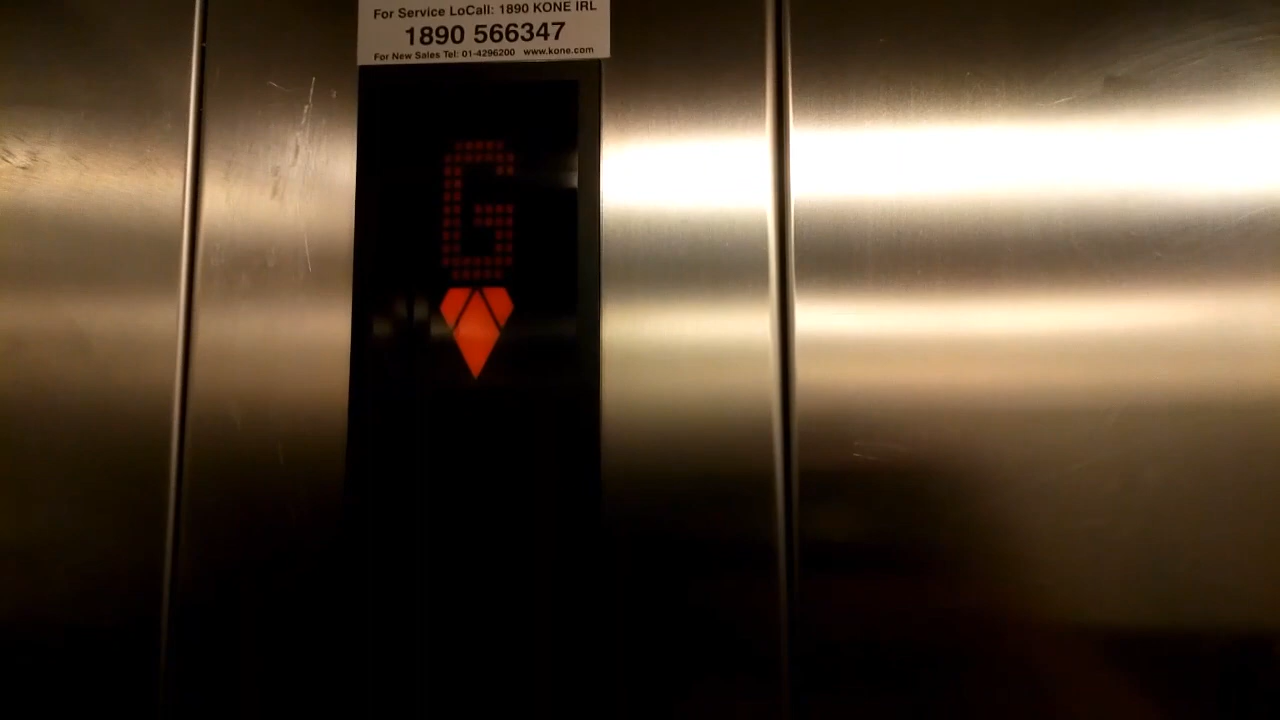 For Service LoCall: 1890 KONE IRL
1890 566347
For New Sales Tel: 01-4296200 www.kone.com
G